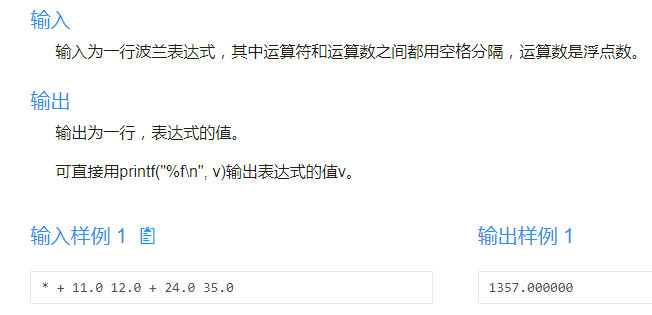 输入
输入为一行波兰表达式，其中运算符和运算数之间都用空格分隔，运算数是浮点数。
输出
输出为一行，表达式的值。
可直接用printf("%f\n", v)输出表达式的值v。
输入样例 1
* + 11.0 12.0 + 24.0 35.0
输出样例 1
1357.000000